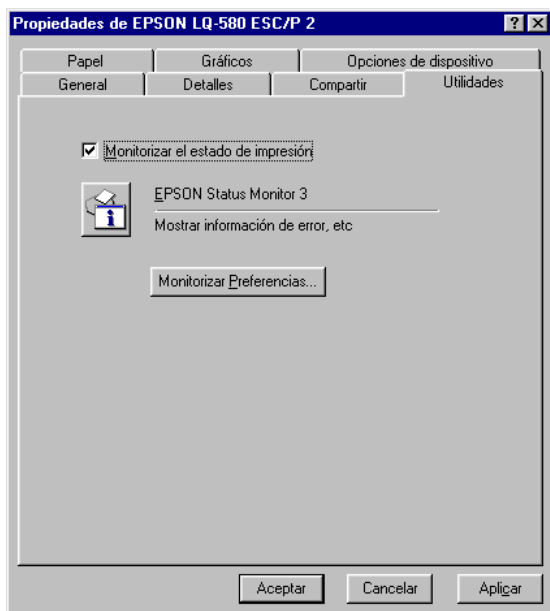 Propiedades de EPSON LQ-580 ESC/P 2
Papel Gráficos Opciones de dispositivo
General Detalles Compartir Utilidades
Monitorizar el estado de impresión
EPSON Status Monitor 3
Mostrar información de error, etc
Monitorizar Preferencias...
Aceptar Cancelar Aplicar